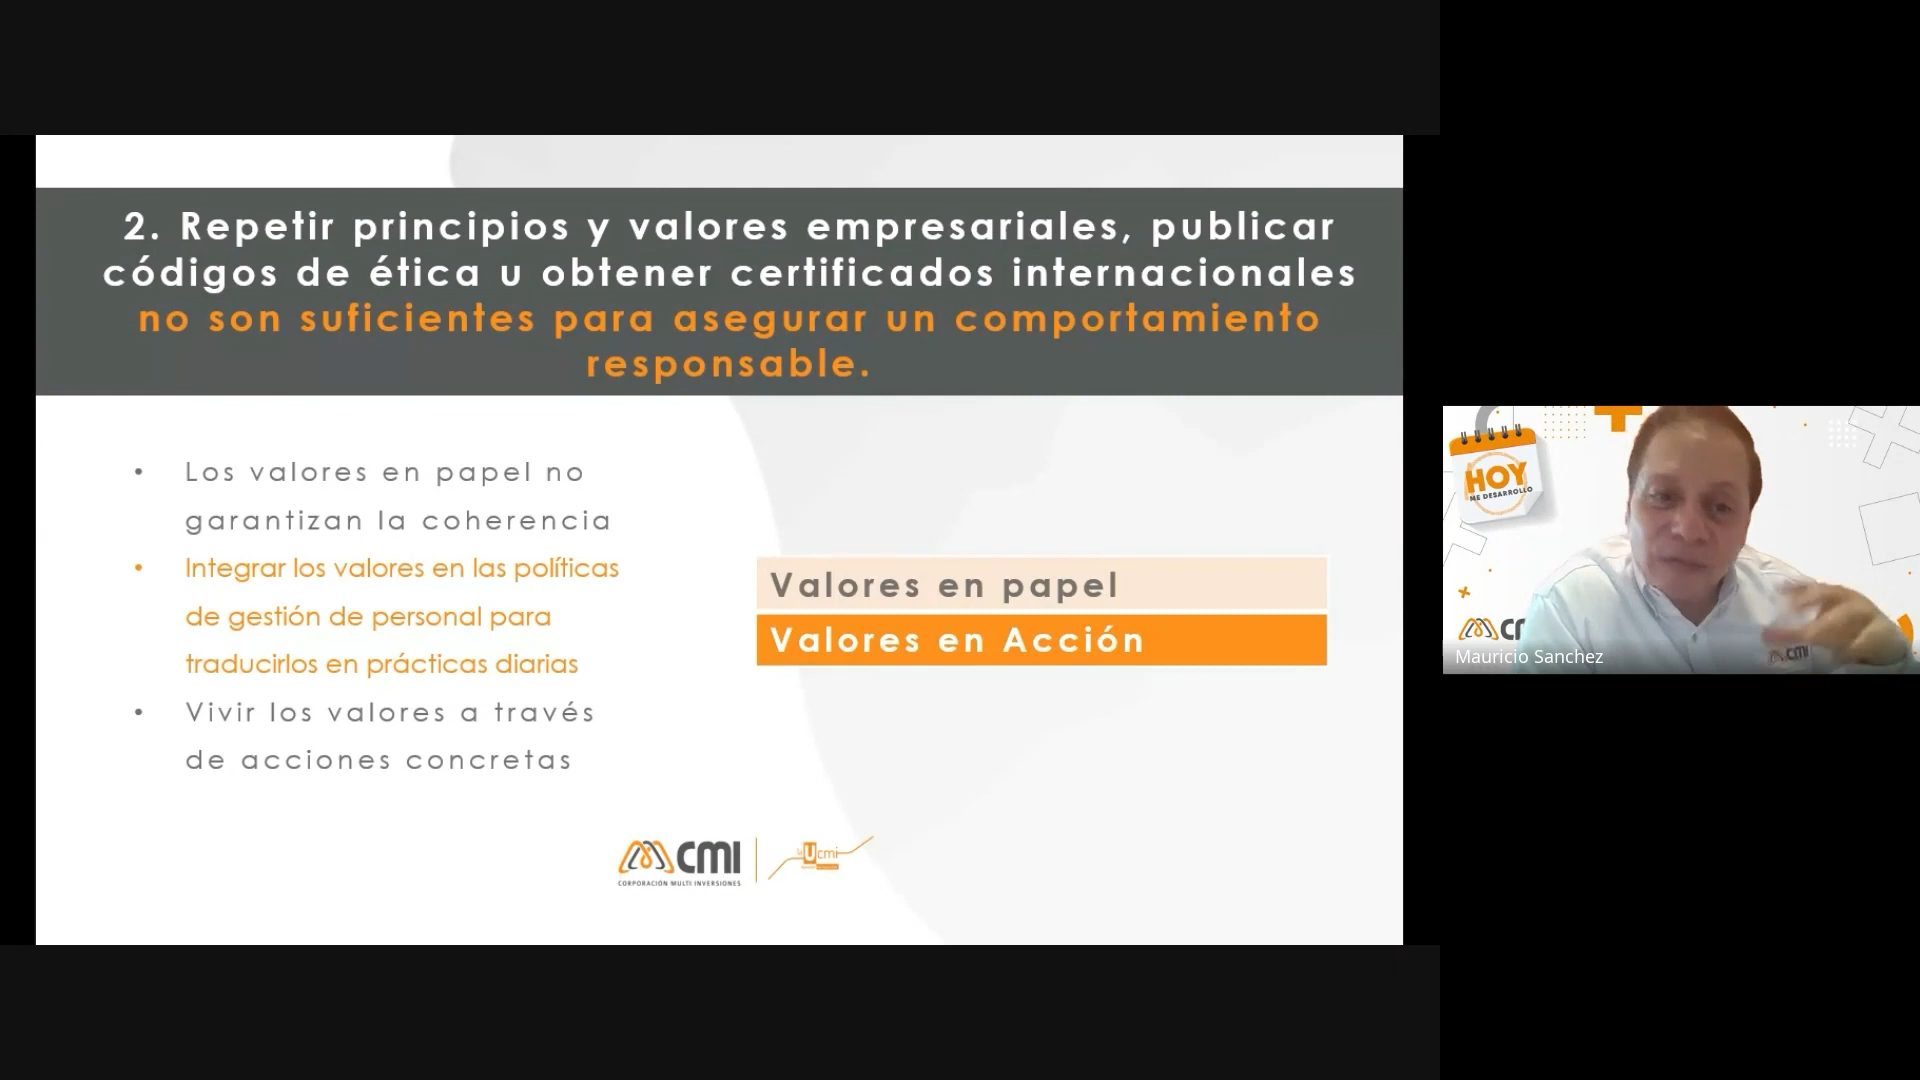 2. Repetir principios y valores empresariales, publicar
códigos de ética u obtener certificados internacionales
no son suficientes para asegurar un comportamiento
responsable.
• Los valores en papel no
garantizan la coherencia
• Integrar los valores en las políticas
de gestión de personal para
traducirlos en prácticas diarias
• Vivir los valores a través
de acciones concretas
Valores en papel
Valores en Acción
cmi
CORPORACIÓN MULTI INVERSIONES
Ucmi
HOY
ME DESARROLLO
Mauricio Sanchez
cmi